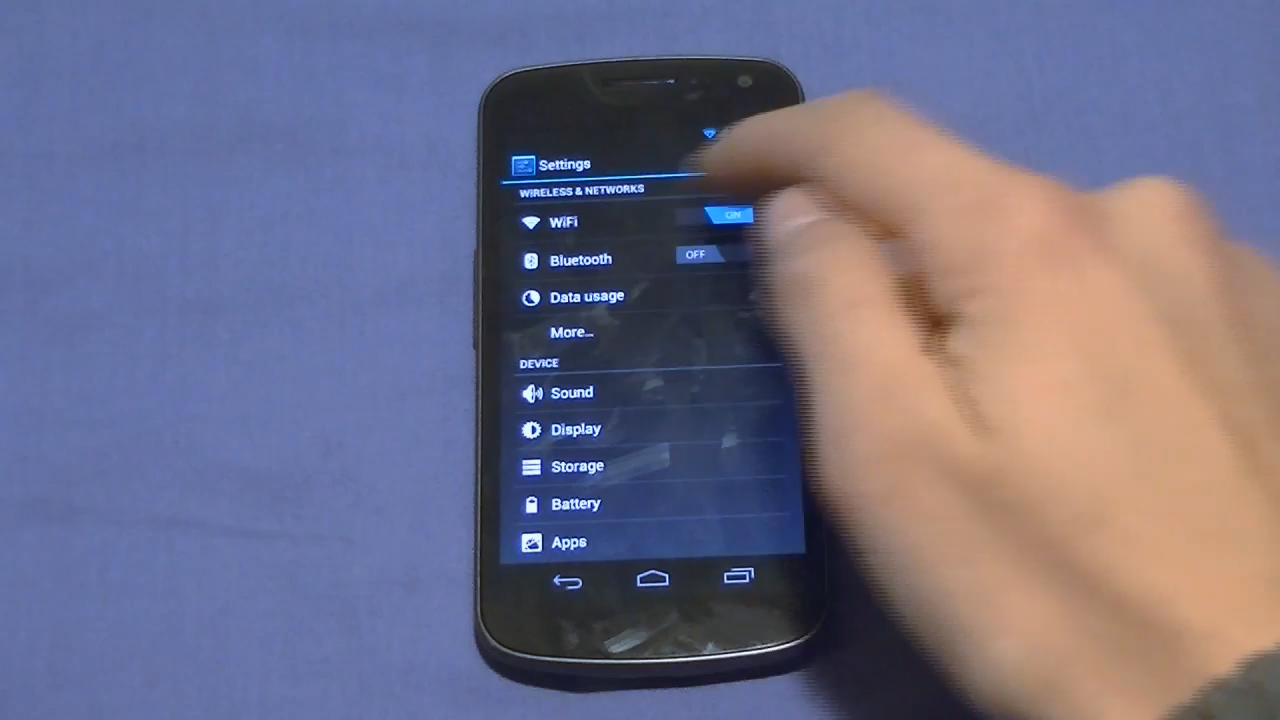 Settings
WIRELESS & NETWORKS
WiFi ON
Bluetooth OFF
Data usage
More...
DEVICE
Sound
Display
Storage
Battery
Apps